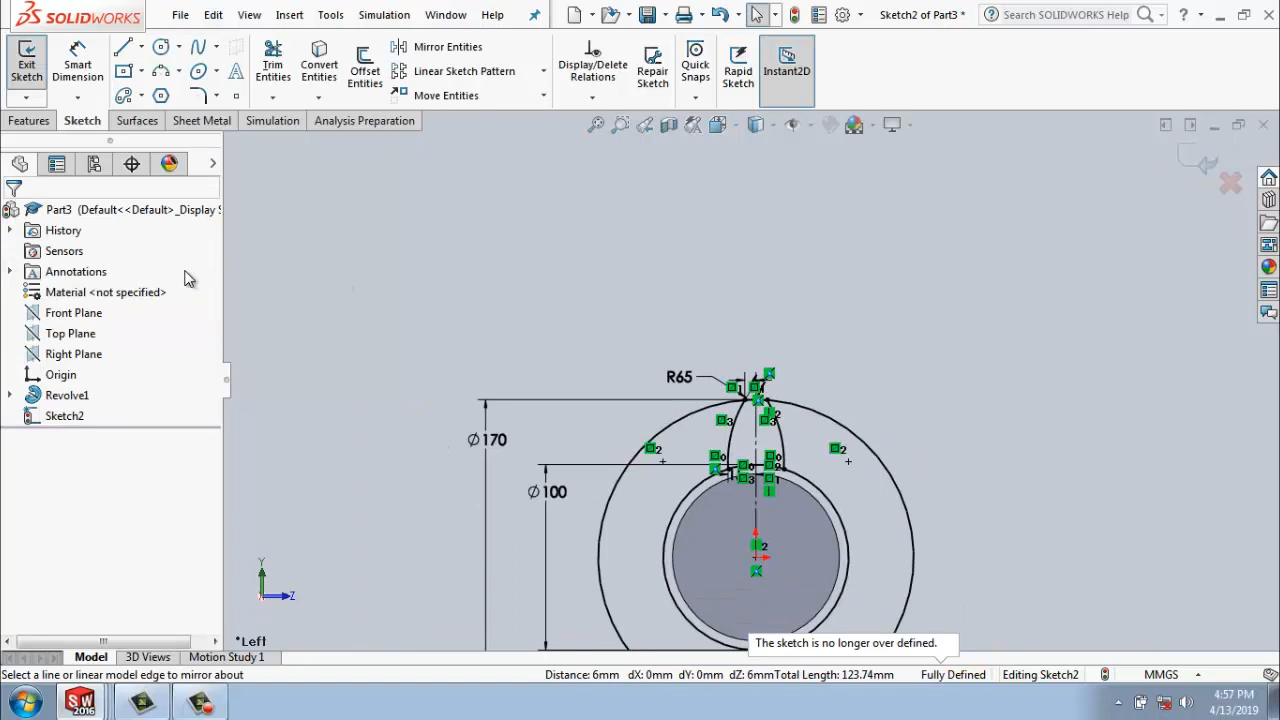 SOLIDWORKS File Edit View Insert Tools Simulation Window Help Sketch2 of Part3 * Search SOLIDWORKS Help ?
Exit Sketch Smart Dimension Trim Entities Convert Entities Offset Entities Mirror Entities Linear Sketch Pattern Move Entities Display/Delete Relations Repair Sketch Quick Snaps Rapid Sketch Instant2D
Features Sketch Surfaces Sheet Metal Simulation Analysis Preparation
Part3 (Default<<Default>_Display S
History
Sensors
Annotations
Material <not specified>
Front Plane
Top Plane
Right Plane
Origin
Revolve1
Sketch2
R65
Ø170
Ø100
Y
Z
*Left
The sketch is no longer over defined.
Model 3D Views Motion Study 1
Select a line or linear model edge to mirror about Distance: 6mm dX: 0mm dY: 0mm dZ: 6mm Total Length: 123.74mm Fully Defined Editing Sketch2 MMGS
SW 2016
4:57 PM
4/13/2019